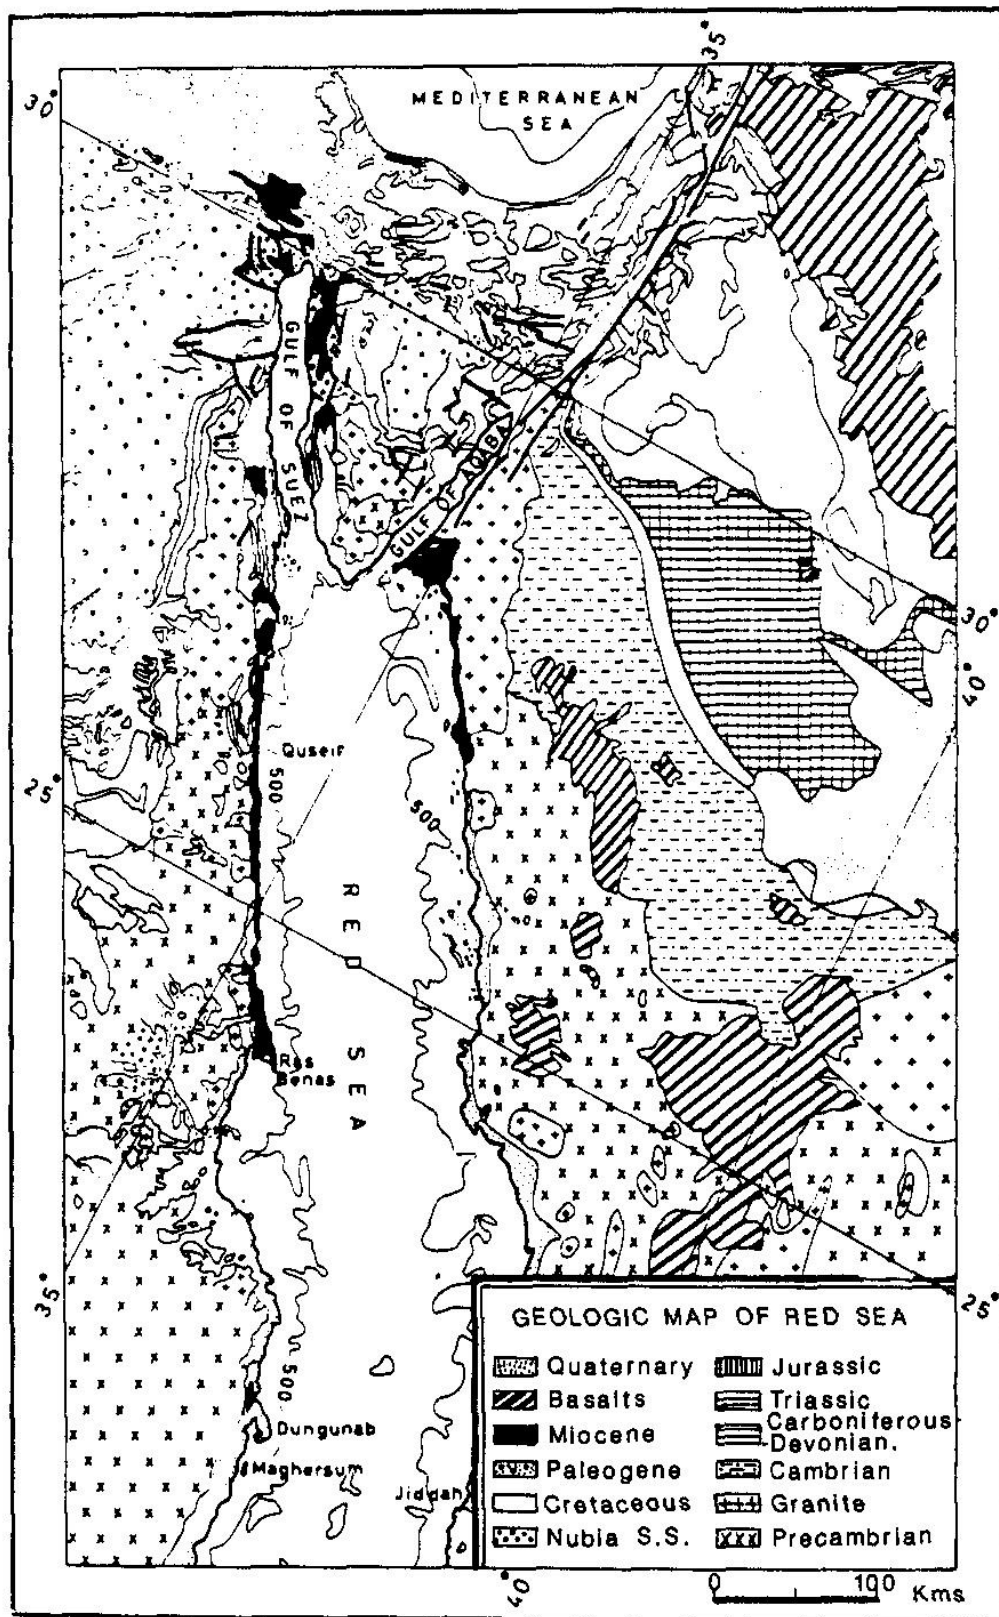 35°
30°
MEDITERRANEAN
SEA
GULF OF SUEZ
GULF OF AQABA
30°
40°
Quseir
25°
500
500
RED SEA
Ras
Benas
35°
25°
500
Dungunab
Maghersum
Jiddah
GEOLOGIC MAP OF RED SEA
Quaternary
Basalts
Miocene
Paleogene
Cretaceous
Nubia S.S.
Jurassic
Triassic
Carboniferous-
Devonian.
Cambrian
Granite
Precambrian
40°
0 100 Kms